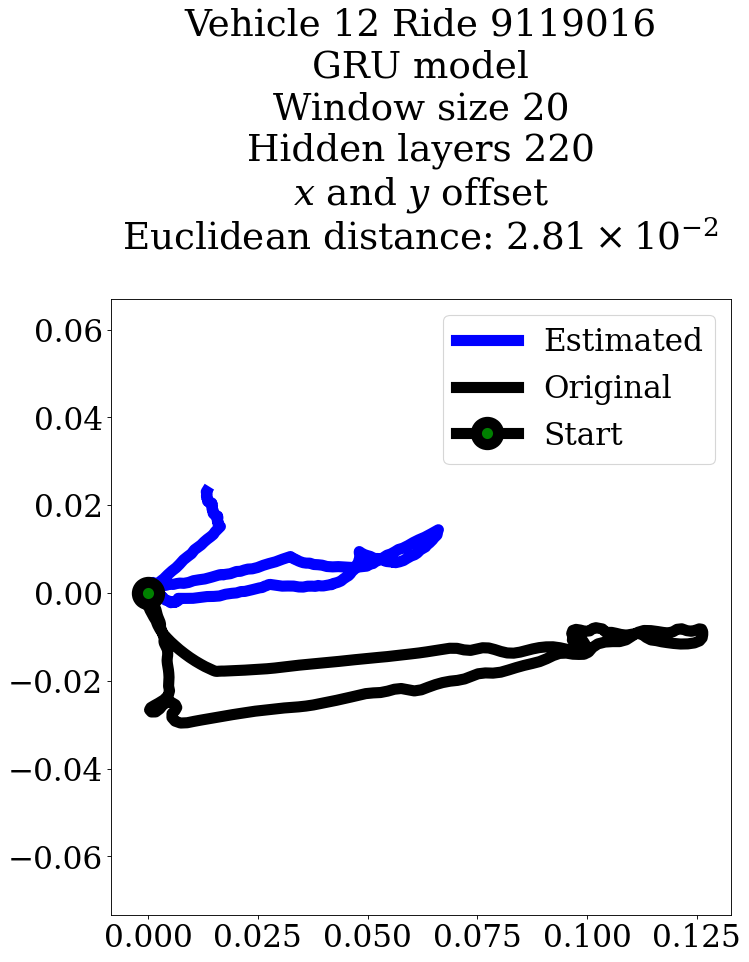 Vehicle 12 Ride 9119016
GRU model
Window size 20
Hidden layers 220
x and y offset
Euclidean distance: 2.81 × 10⁻²
Estimated
Original
Start
0.06
0.04
0.02
0.00
−0.02
−0.04
−0.06
0.000 0.025 0.050 0.075 0.100 0.125